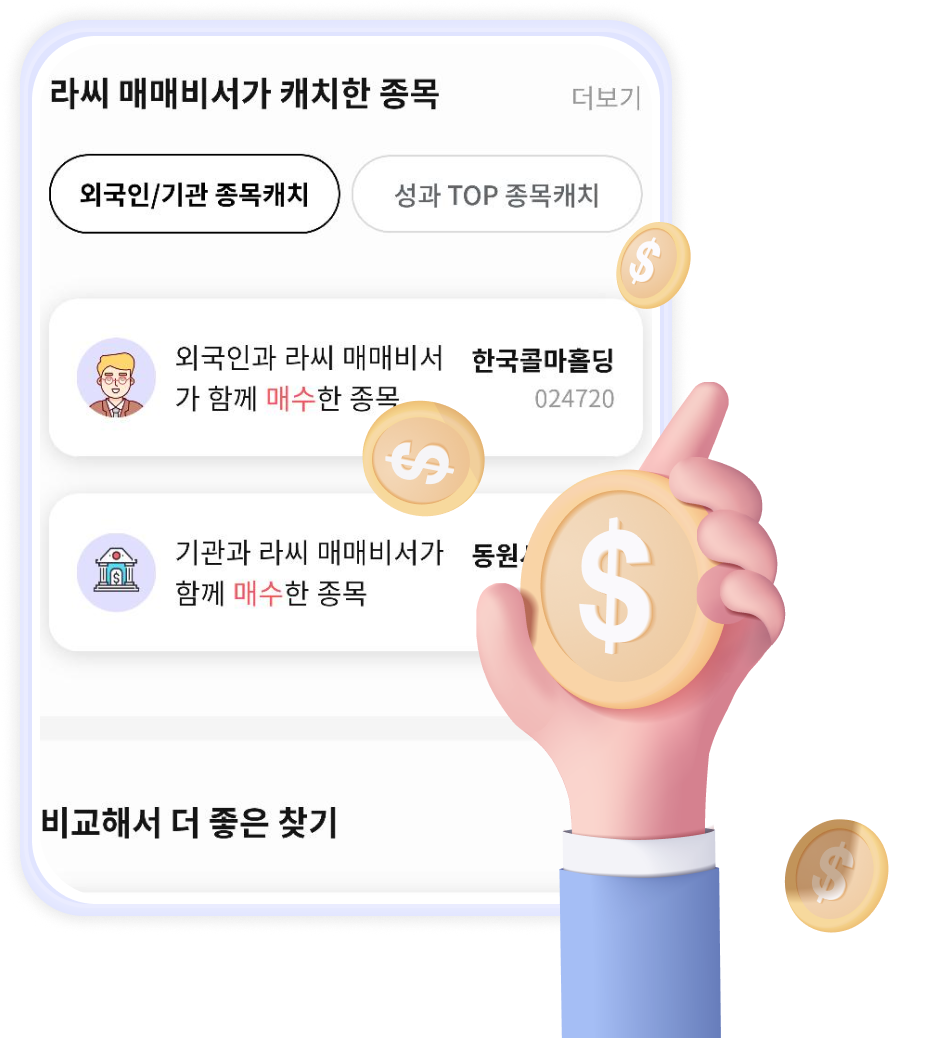 라씨 매매비서가 캐치한 종목
더보기
외국인/기관 종목캐치
성과 TOP 종목캐치
외국인과 라씨 매매비서
가 함께 매수한 종목
한국콜마홀딩
024720
기관과 라씨 매매비서가
함께 매수한 종목
비교해서 더 좋은 찾기
$
$
$
$